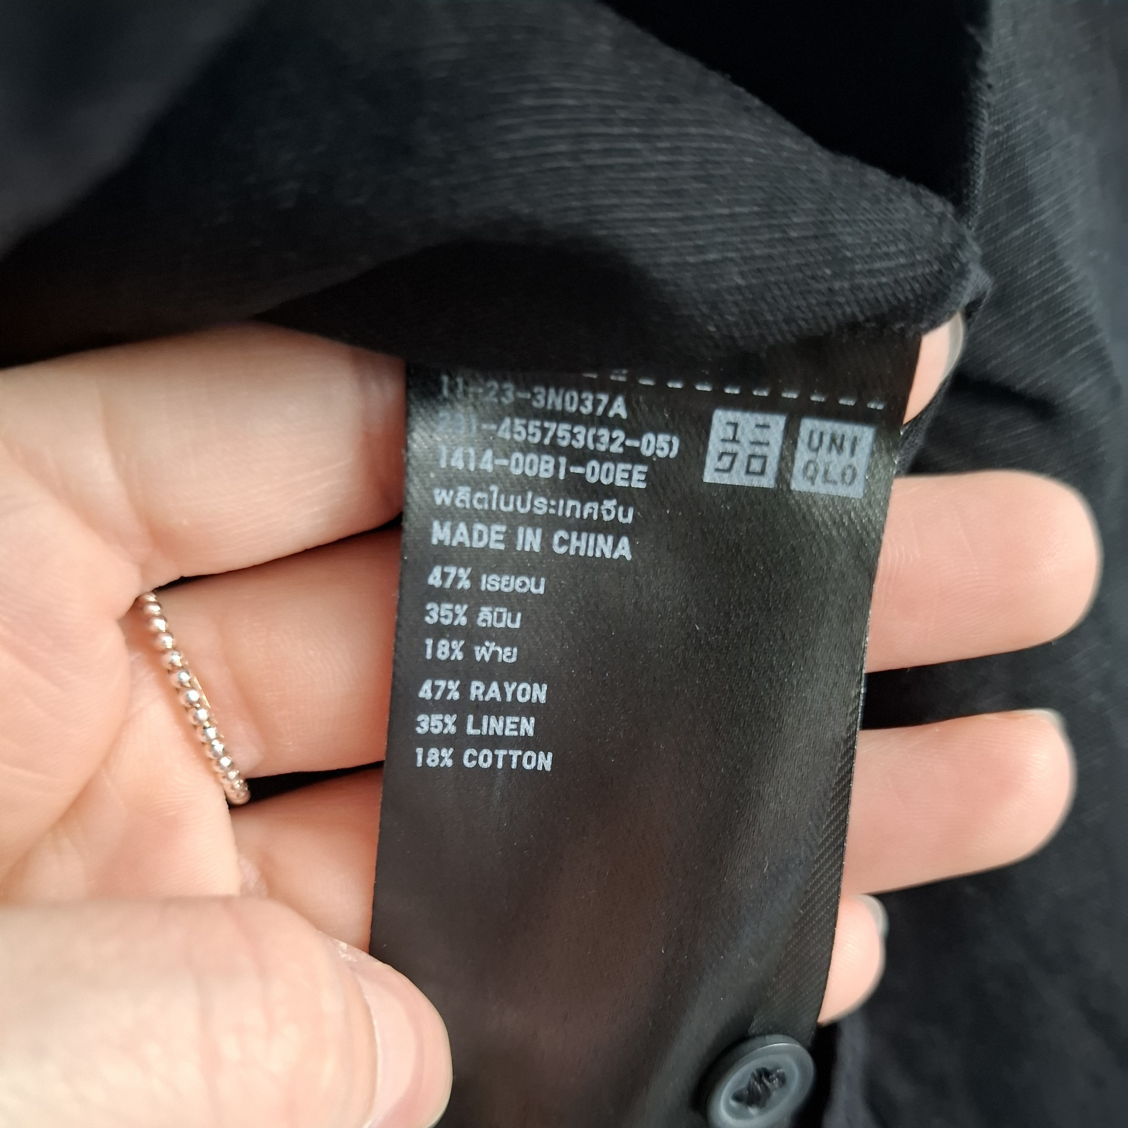 11-23-3N037A
455753(32-05)
1414-00B1-00EE
ユニ
クロ
UNI
QLO
ผลิตในประเทศจีน
MADE IN CHINA
47% เรยอน
35% ลินิน
18% ฝ้าย
47% RAYON
35% LINEN
18% COTTON